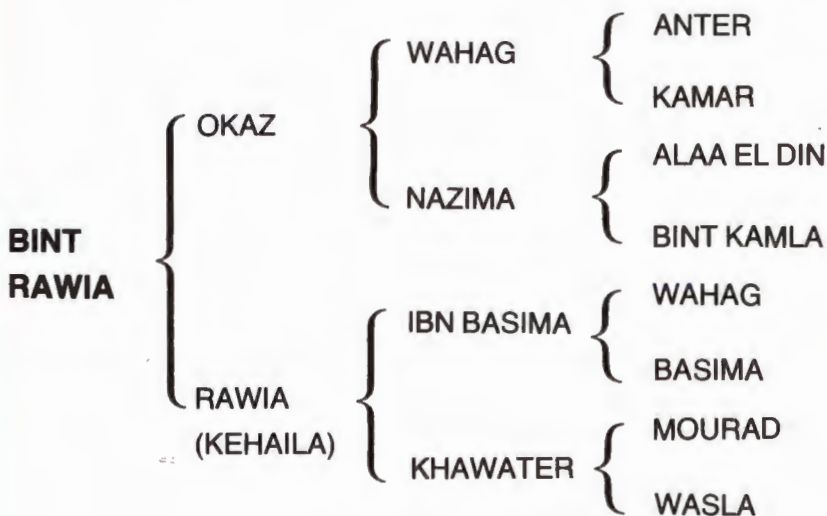 BINT
RAWIA
OKAZ
RAWIA
(KEHAILA)
WAHAG
NAZIMA
IBN BASIMA
KHAWATER
ANTER
KAMAR
ALAA EL DIN
BINT KAMLA
WAHAG
BASIMA
MOURAD
WASLA